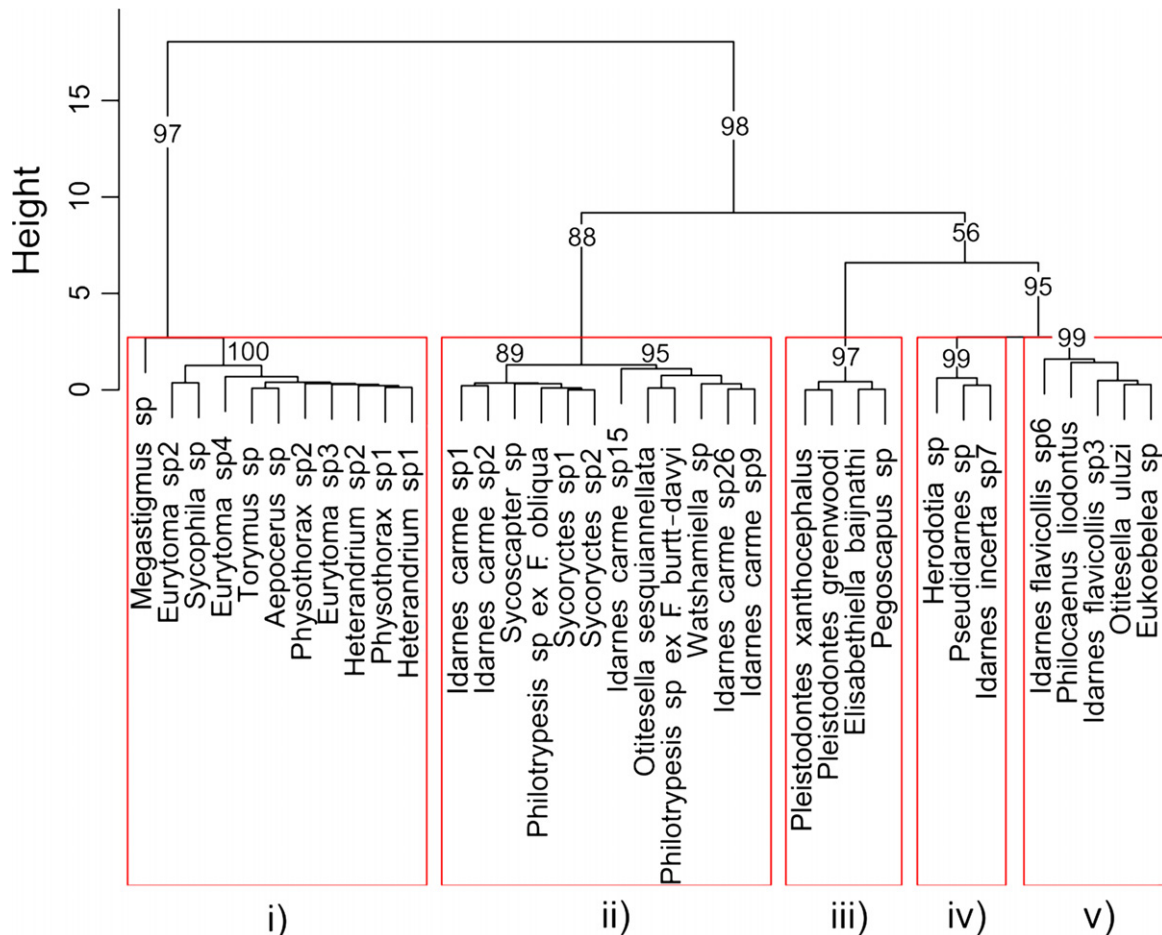 Height
15
10
5
0
97
98
88
56
95
100
89
95
97
99
99
Megastigmus sp
Eurytoma sp2
Sycophila sp
Eurytoma sp4
Torymus sp
Aepocerus sp
Physothorax sp2
Eurytoma sp3
Heterandrium sp2
Physothorax sp1
Heterandrium sp1
Idarnes carme sp1
Idarnes carme sp2
Sycoscapter sp
Philotrypesis sp ex F. obliqua
Sycoryctes sp1
Sycoryctes sp2
Idarnes carme sp15
Otitesella sesquianellata
Philotrypesis sp ex F. burtt-davyi
Watshamiella sp
Idarnes carme sp26
Idarnes carme sp9
Pleistodontes xanthocephalus
Pleistodontes greenwoodi
Elisabethiella baijnathi
Pegoscapus sp
Herodotia sp
Pseudidarnes sp
Idarnes incerta sp7
Idarnes flavicollis sp6
Philocaenus liodontus
Idarnes flavicollis sp3
Otitesella uluzi
Eukoebelea sp
i)
ii)
iii)
iv)
v)